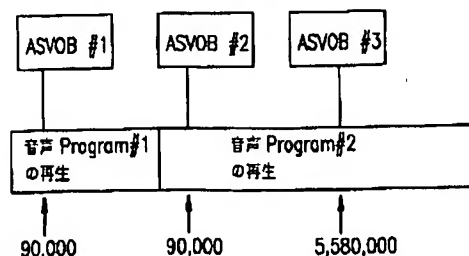 ASVOB #1
ASVOB #2
ASVOB #3
音声 Program#1
の再生
音声 Program#2
の再生
90,000
90,000
5,580,000